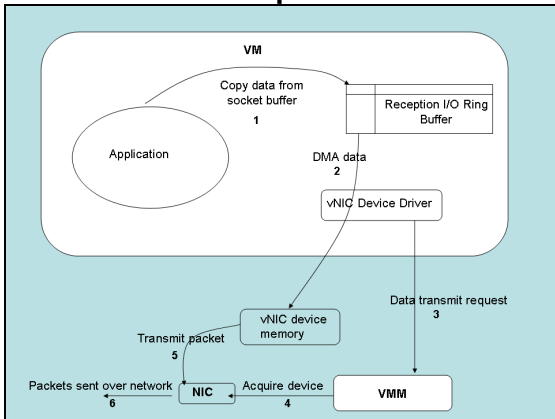 VM
Copy data from
socket buffer
1
Reception I/O Ring
Buffer
Application
DMA data
2
vNIC Device Driver
Data transmit request
3
vNIC device
memory
Transmit packet
5
Packets sent over network
6
NIC
Acquire device
4
VMM